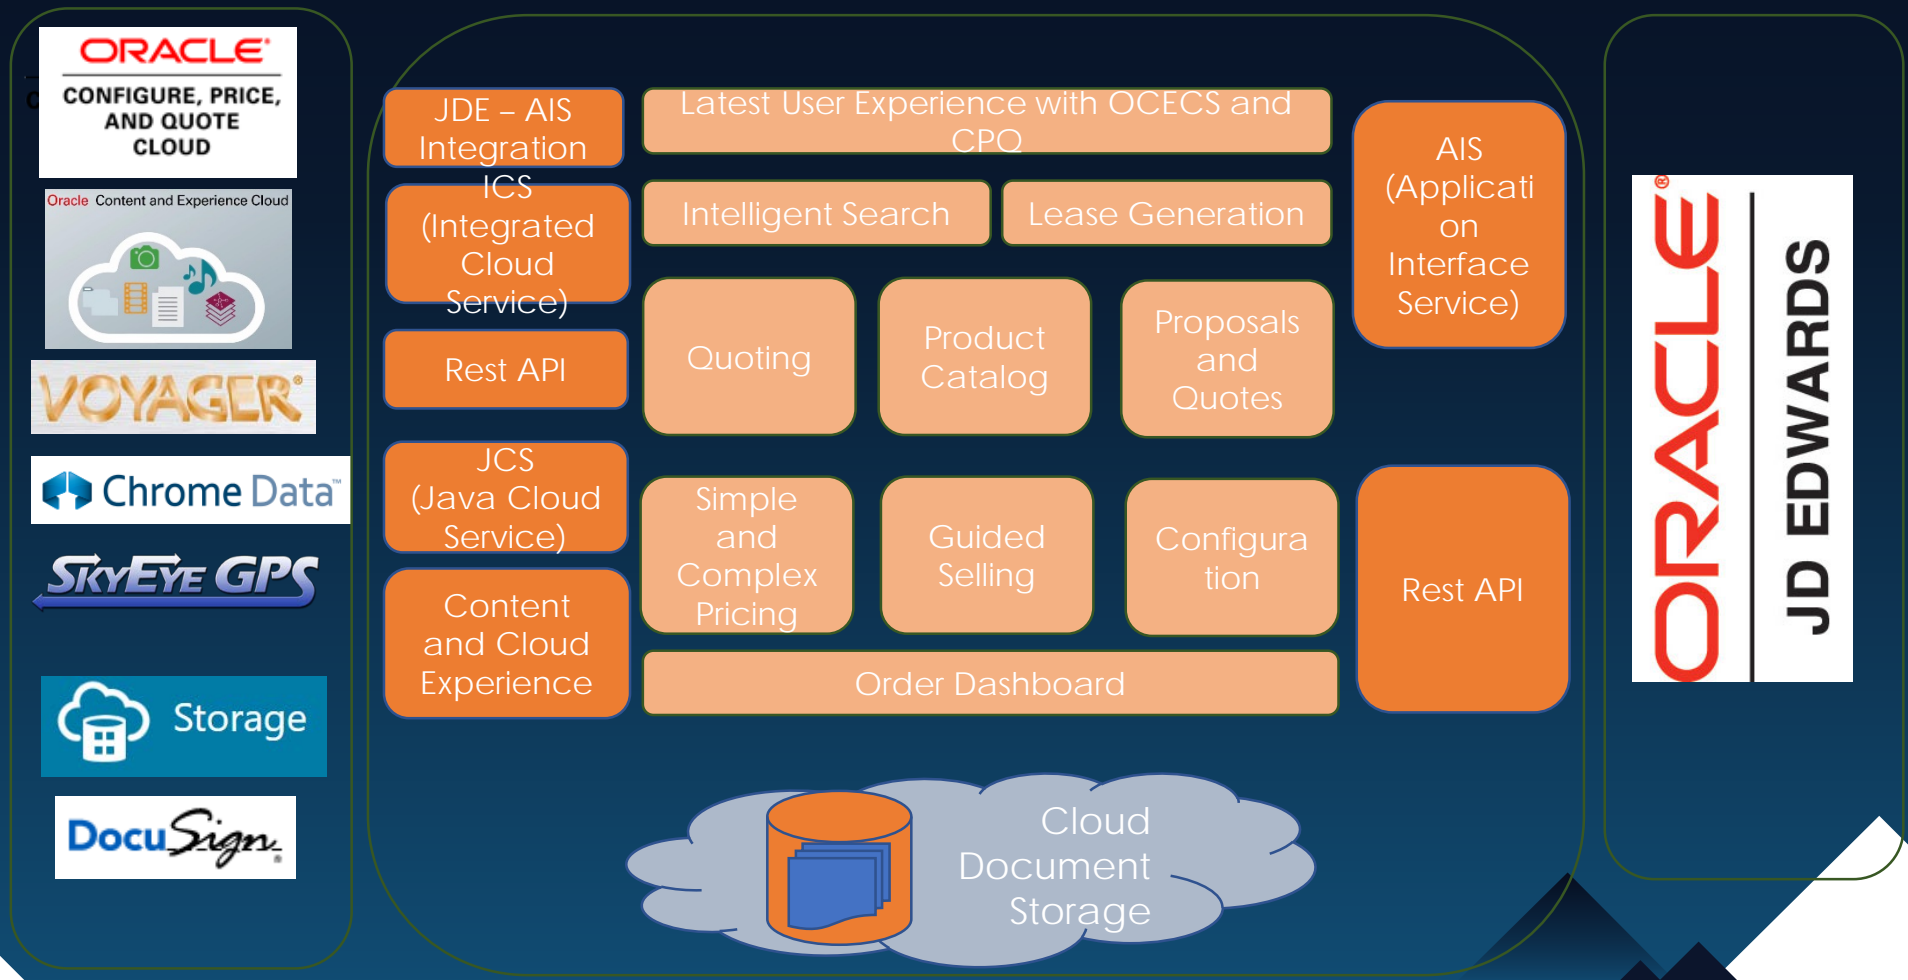 ORACLE®
CONFIGURE, PRICE,
AND QUOTE
CLOUD
Oracle Content and Experience Cloud
VOYAGER®
Chrome Data™
SKYEYE GPS
Storage
DocuSign®
JDE – AIS
Integration
ICS
(Integrated
Cloud
Service)
Rest API
JCS
(Java Cloud
Service)
Content
and Cloud
Experience
Latest User Experience with OCECS and
CPQ
Intelligent Search
Lease Generation
Quoting
Product
Catalog
Proposals
and
Quotes
Simple
and
Complex
Pricing
Guided
Selling
Configura
tion
Order Dashboard
Cloud
Document
Storage
AIS
(Applicati
on
Interface
Service)
Rest API
ORACLE®
JD EDWARDS